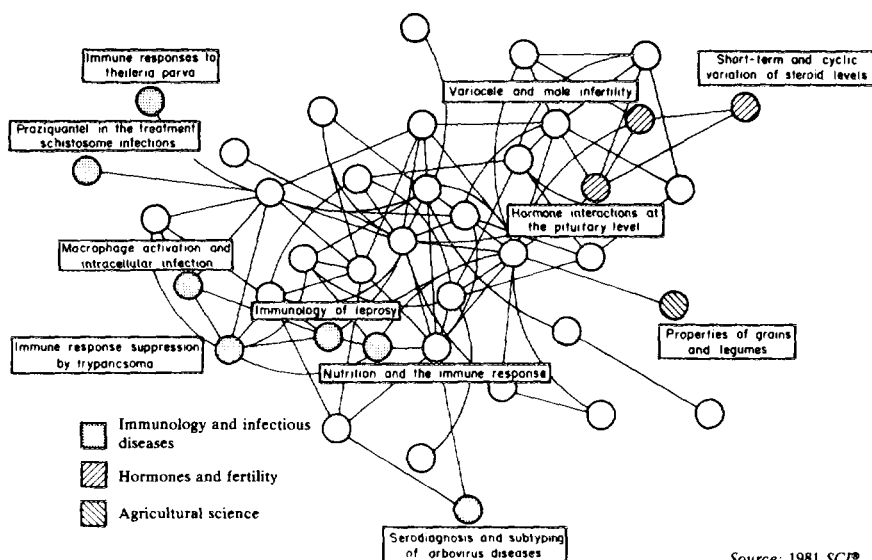 Immune responses to
theileria parva
Short-term and cyclic
variation of steroid levels
Variocele and male infertility
Praziquantel in the treatment
schistosome infections
Hormone interactions at
the pituitary level
Macrophage activation and
intracellular infection
Immunology of leprosy
Properties of grains
and legumes
Immune response suppression
by trypancsoma
Nutrition and the immune response
Immunology and infectious
diseases
Hormones and fertility
Agricultural science
Serodiagnosis and subtyping
of arbovirus diseases
Source: 1981 SCI®